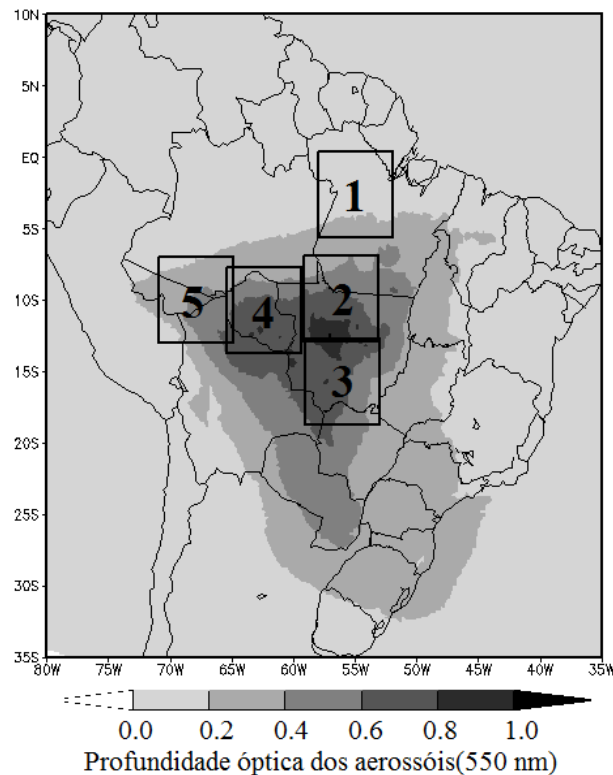 10N
5N
EQ
5S
10S
15S
20S
25S
30S
35S
1
2
3
4
5
80W 75W 70W 65W 60W 55W 50W 45W 40W 35W
0.0 0.2 0.4 0.6 0.8 1.0
Profundidade óptica dos aerossóis(550 nm)